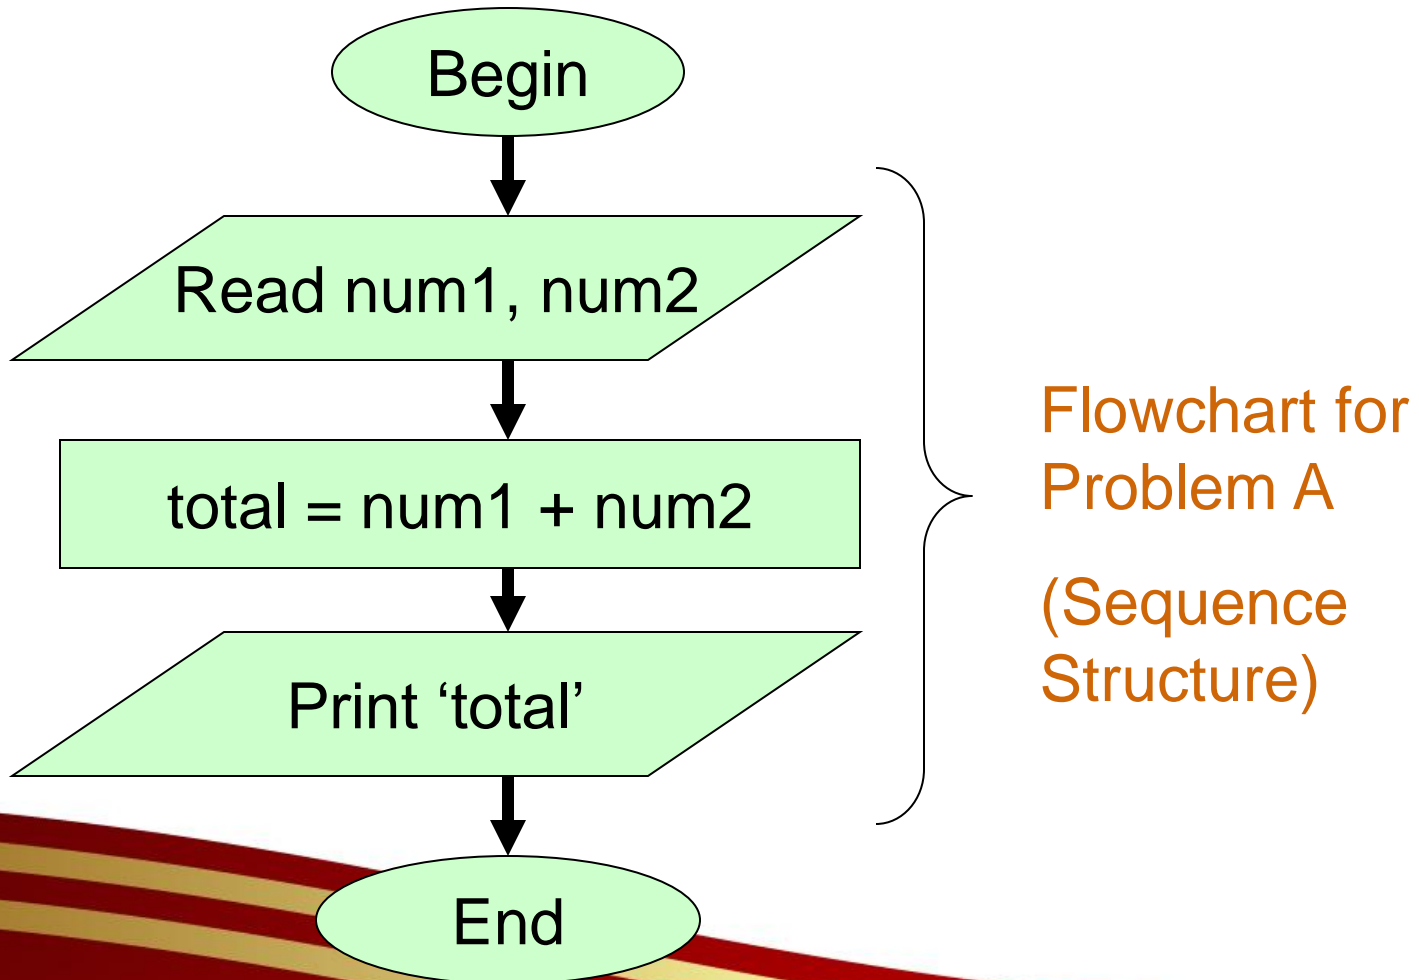 Begin
Read num1, num2
total = num1 + num2
Print ‘total’
End
Flowchart for
Problem A
(Sequence
Structure)